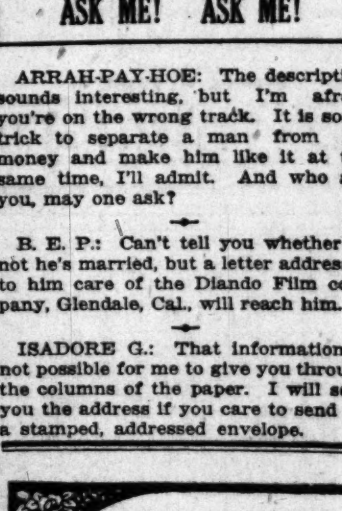 ASK ME! ASK ME!
ARRAH-PAY-HOE: The descripti
sounds interesting, but I'm afra
you're on the wrong track. It is so
trick to separate a man from
money and make him like it at t
same time, I'll admit. And who a
you, may one ask?
B. E. P.: Can't tell you whether
not he's married, but a letter addres
to him care of the Diando Film co
pany, Glendale, Cal., will reach him.
ISADORE G.: That information
not possible for me to give you throu
the columns of the paper. I will se
you the address if you care to send
a stamped, addressed envelope.